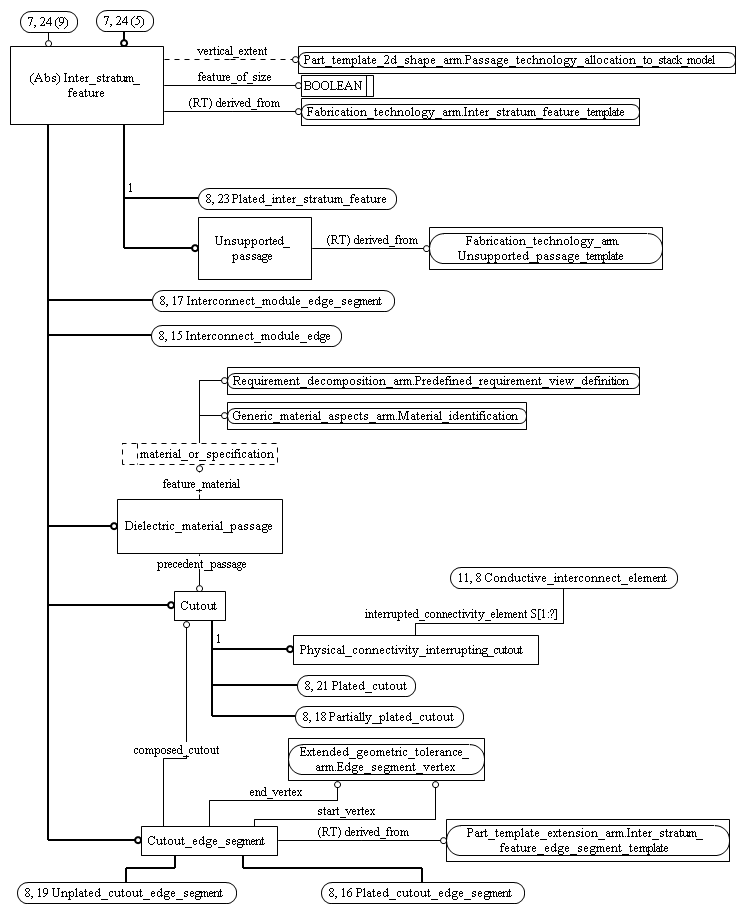 7, 24 (9)
7, 24 (5)
(Abs) Inter_stratum_
feature
vertical_extent
Part_template_2d_shape_arm.Passage_technology_allocation_to_stack_model
feature_of_size
BOOLEAN
(RT) derived_from
Fabrication_technology_arm.Inter_stratum_feature_template
1
8, 23 Plated_inter_stratum_feature
Unsupported_
passage
(RT) derived_from
Fabrication_technology_arm.
Unsupported_passage_template
8, 17 Interconnect_module_edge_segment
8, 15 Interconnect_module_edge
Requirement_decomposition_arm.Predefined_requirement_view_definition
Generic_material_aspects_arm.Material_identification
material_or_specification
feature_material
Dielectric_material_passage
precedent_passage
11, 8 Conductive_interconnect_element
Cutout
interrupted_connectivity_element S[1:?]
1
Physical_connectivity_interrupting_cutout
8, 21 Plated_cutout
8, 18 Partially_plated_cutout
composed_cutout
Extended_geometric_tolerance_
arm.Edge_segment_vertex
end_vertex
start_vertex
Cutout_edge_segment
(RT) derived_from
Part_template_extension_arm.Inter_stratum_
feature_edge_segment_template
8, 19 Unplated_cutout_edge_segment
8, 16 Plated_cutout_edge_segment